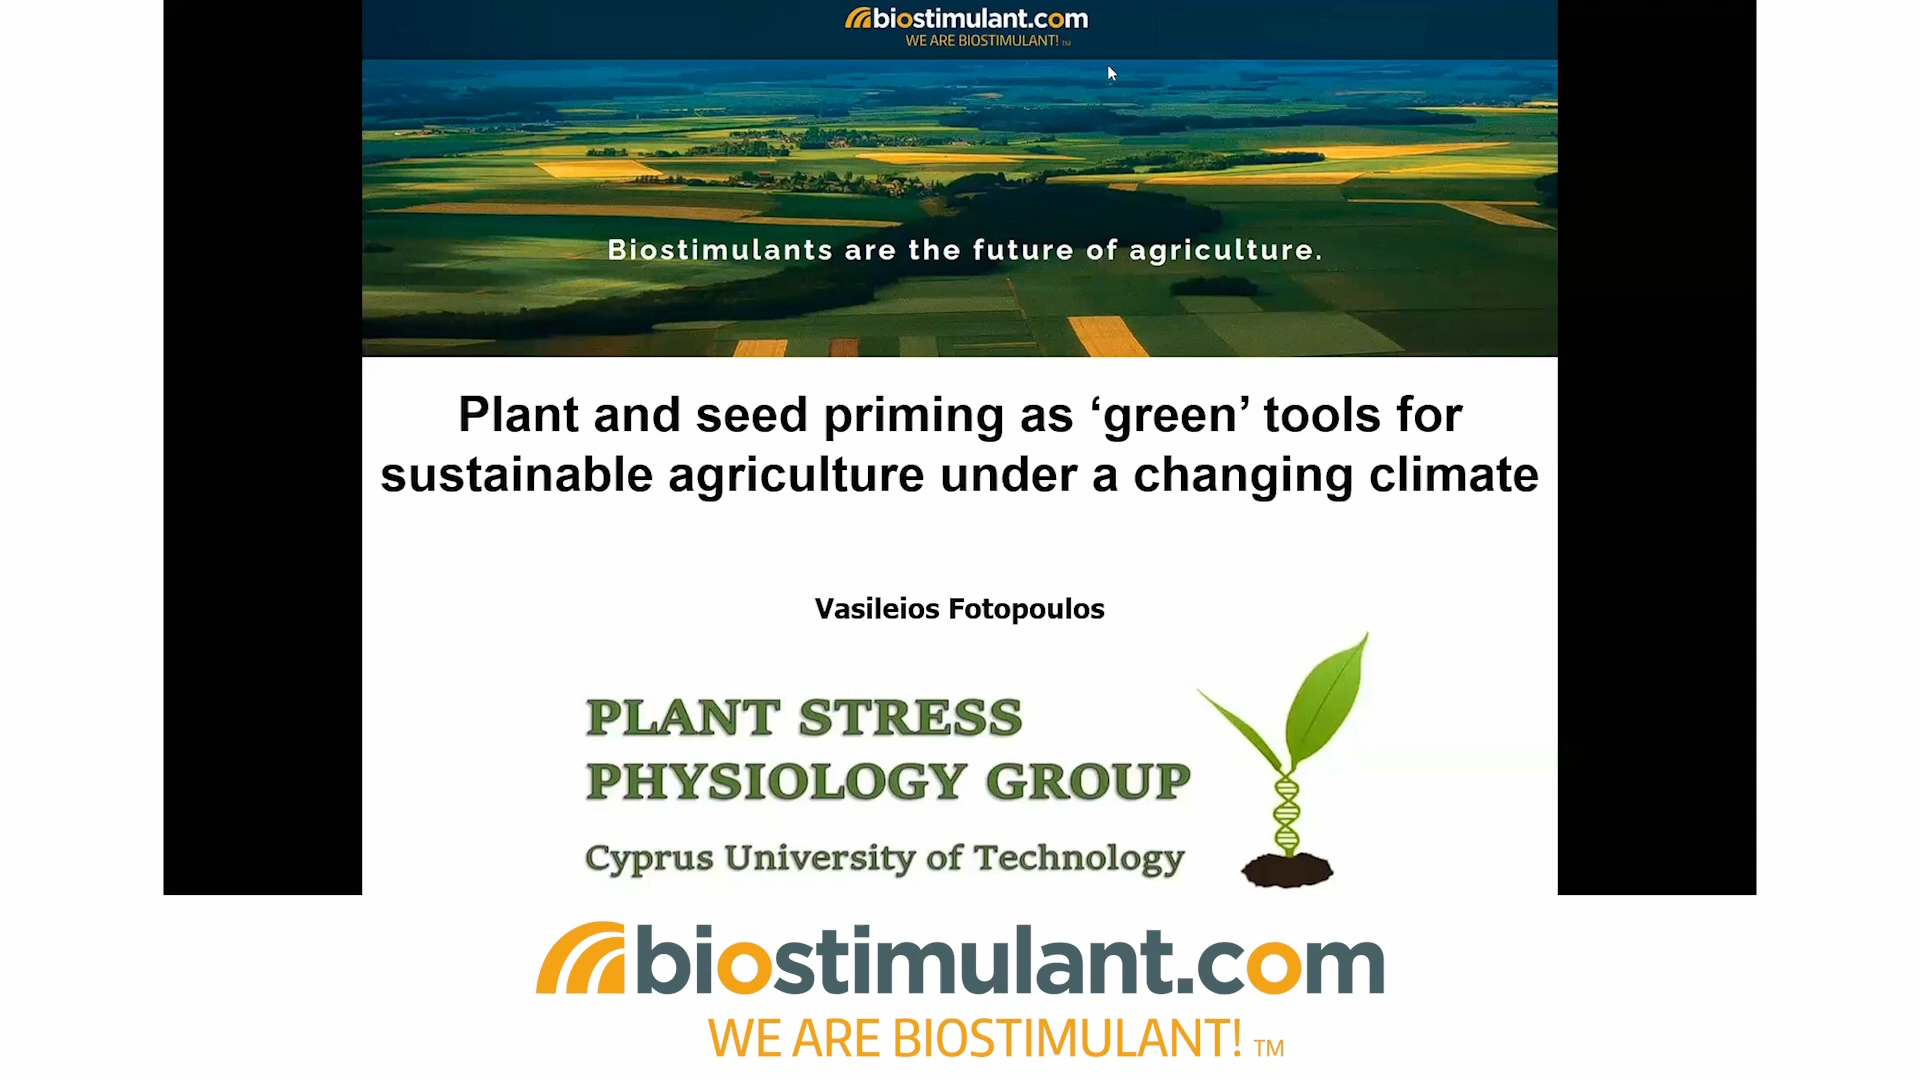 biostimulant.com
WE ARE BIOSTIMULANT! TM
Biostimulants are the future of agriculture.
Plant and seed priming as ‘green’ tools for
sustainable agriculture under a changing climate
Vasileios Fotopoulos
PLANT STRESS
PHYSIOLOGY GROUP
Cyprus University of Technology
biostimulant.com
WE ARE BIOSTIMULANT! TM